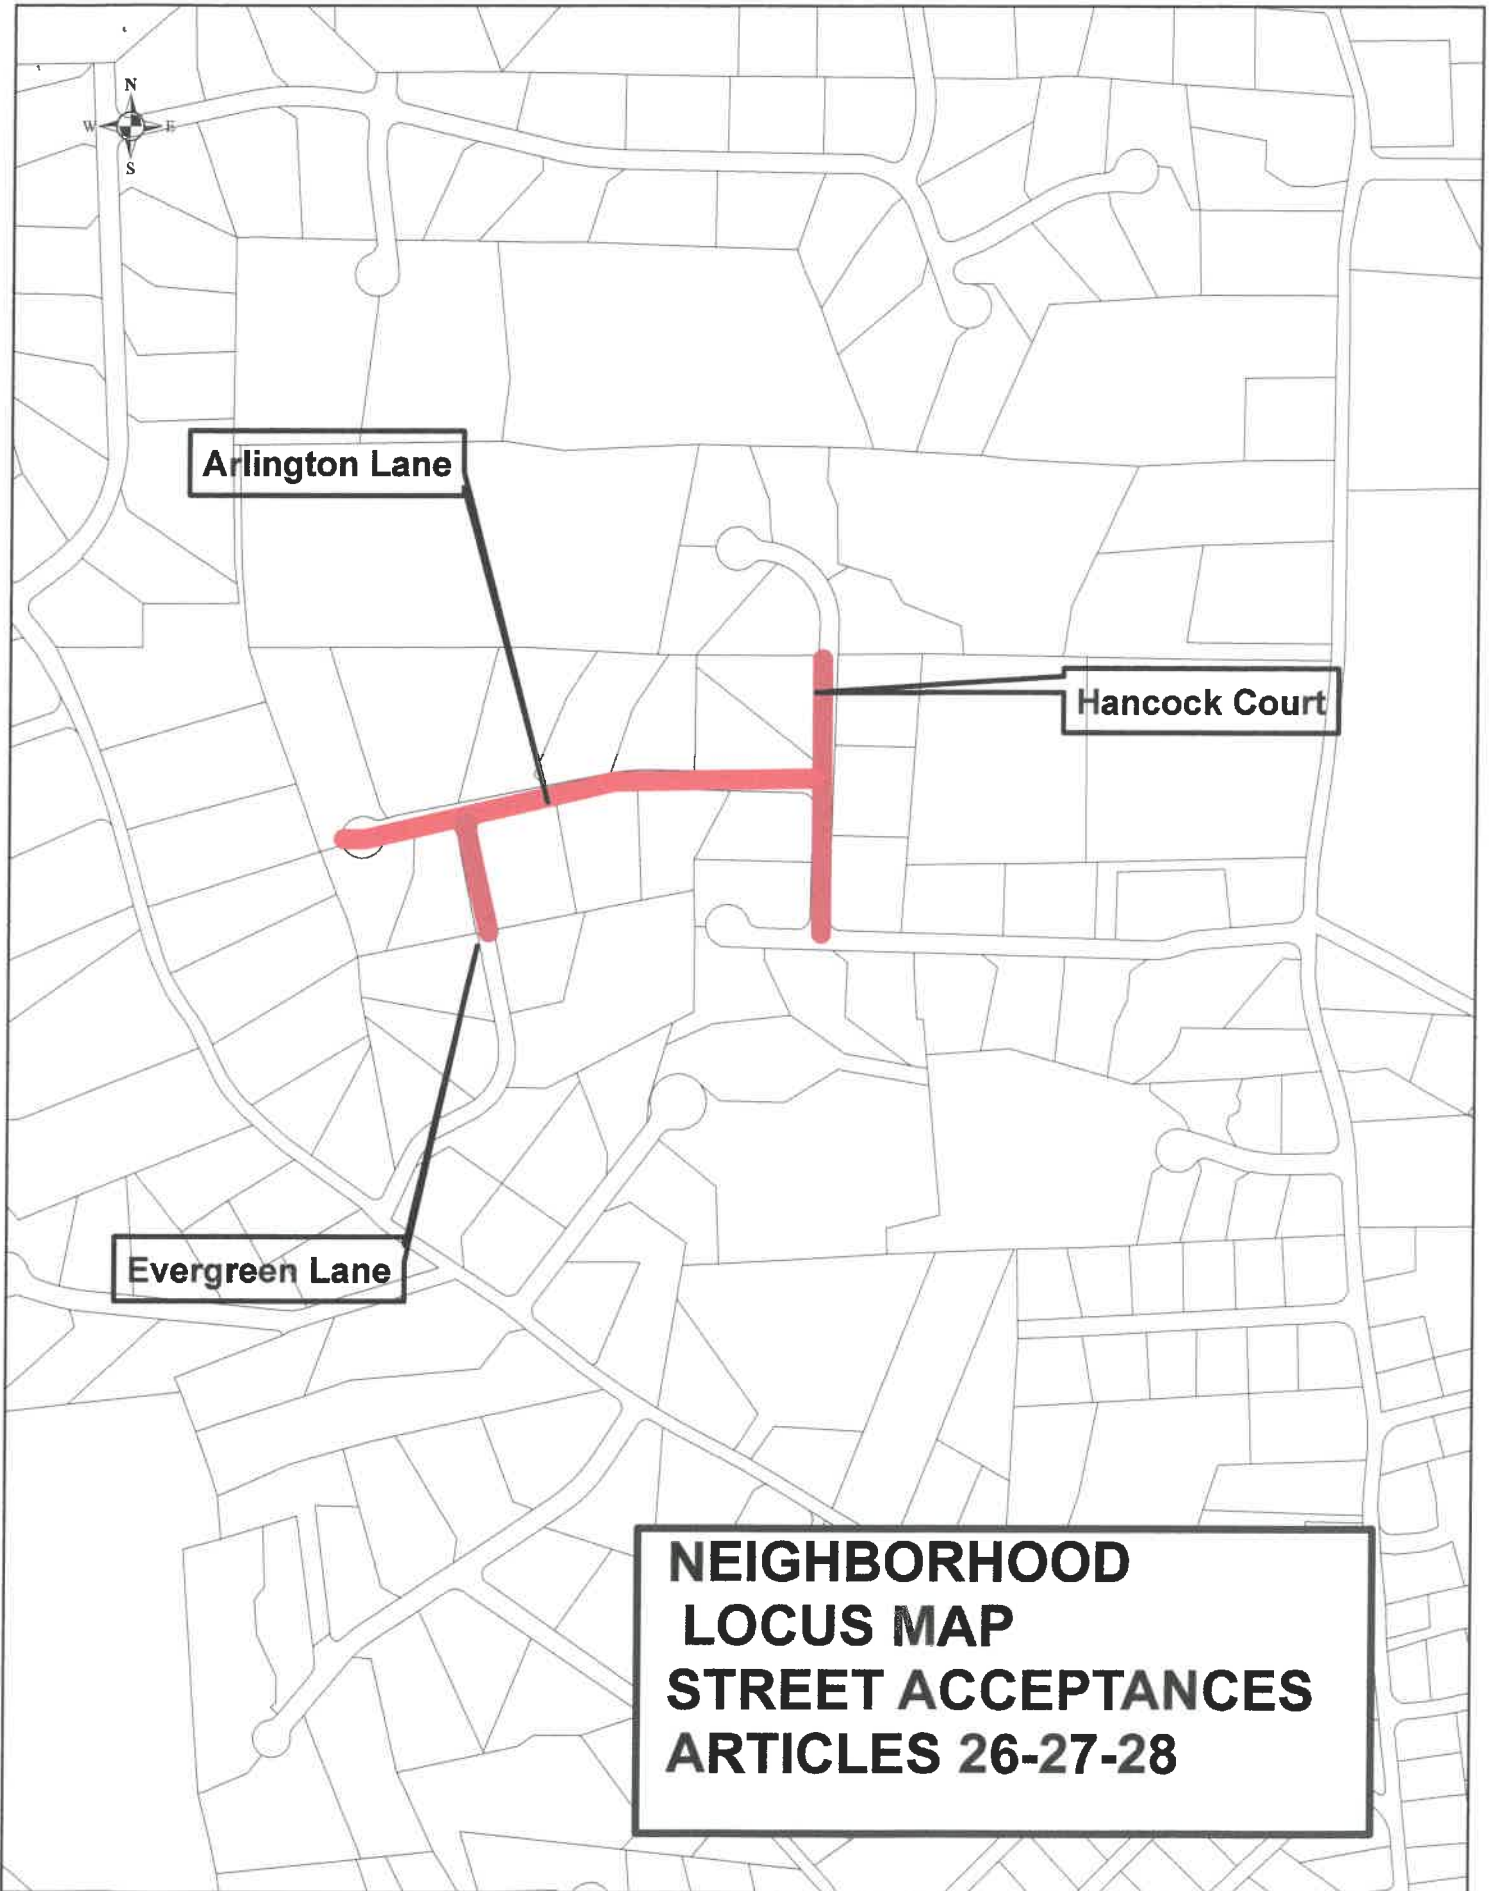 N
W E
S
Arlington Lane
Hancock Court
Evergreen Lane
NEIGHBORHOOD
LOCUS MAP
STREET ACCEPTANCES
ARTICLES 26-27-28